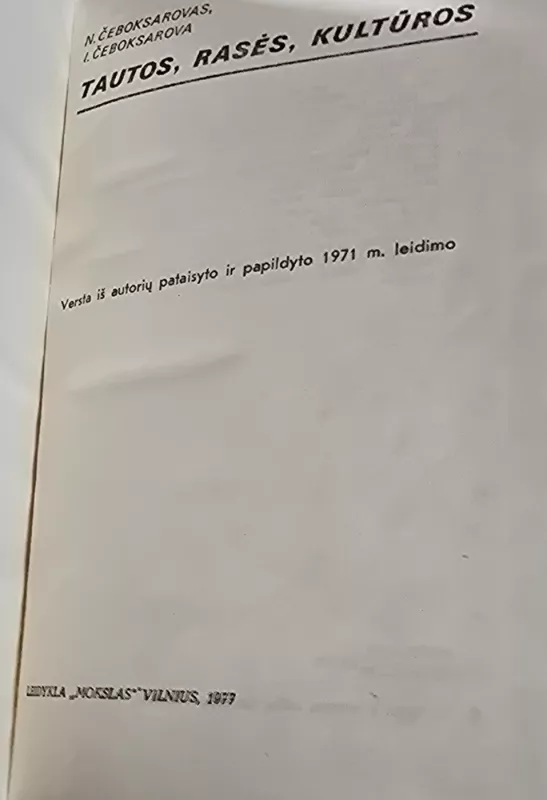 N. ČEBOKSAROVAS,
I. ČEBOKSAROVA
TAUTOS, RASĖS, KULTŪROS
Versta iš autorių pataisyto ir papildyto 1971 m. leidimo
LEIDYKLA „MOKSLAS“ VILNIUS, 1977